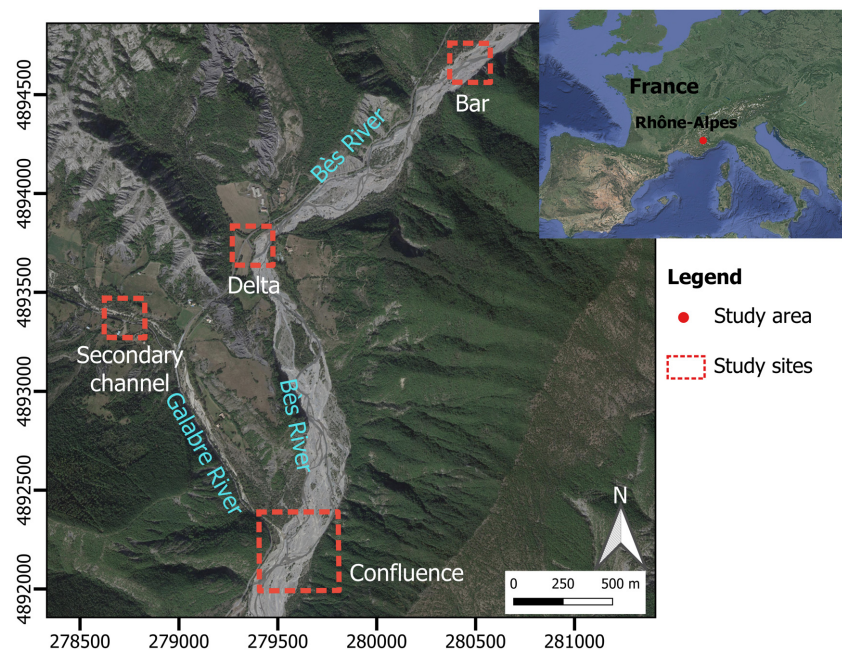 France
Rhône-Alpes
Bar
Bès River
Delta
Secondary
channel
Galabre River
Bès River
Confluence
N
0 250 500 m
Legend
Study area
Study sites
4894500
4894000
4893500
4893000
4892500
4892000
278500 279000 279500 280000 280500 281000